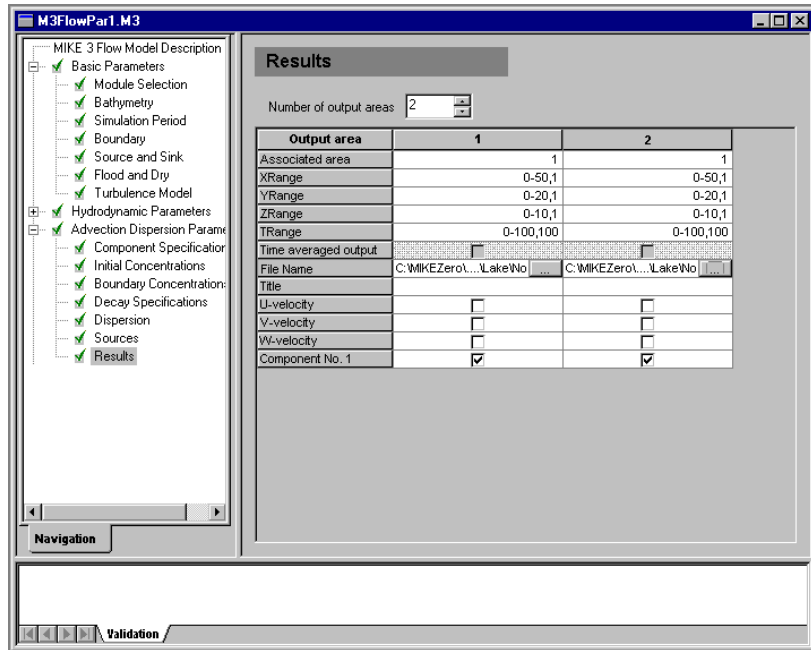 M3FlowPar1.M3
MIKE 3 Flow Model Description
Basic Parameters
Module Selection
Bathymetry
Simulation Period
Boundary
Source and Sink
Flood and Dry
Turbulence Model
Hydrodynamic Parameters
Advection Dispersion Parame
Component Specification
Initial Concentrations
Boundary Concentration
Decay Specifications
Dispersion
Sources
Results
Navigation
Results
Number of output areas 2
Output area 1 2
Associated area 1 1
XRange 0-50,1 0-50,1
YRange 0-20,1 0-20,1
ZRange 0-10,1 0-10,1
TRange 0-100,100 0-100,100
Time averaged output
File Name C:\MIKEZero\....\Lake\No ... C:\MIKEZero\....\Lake\No ...
Title
U-velocity
V-velocity
W-velocity
Component No. 1
Validation